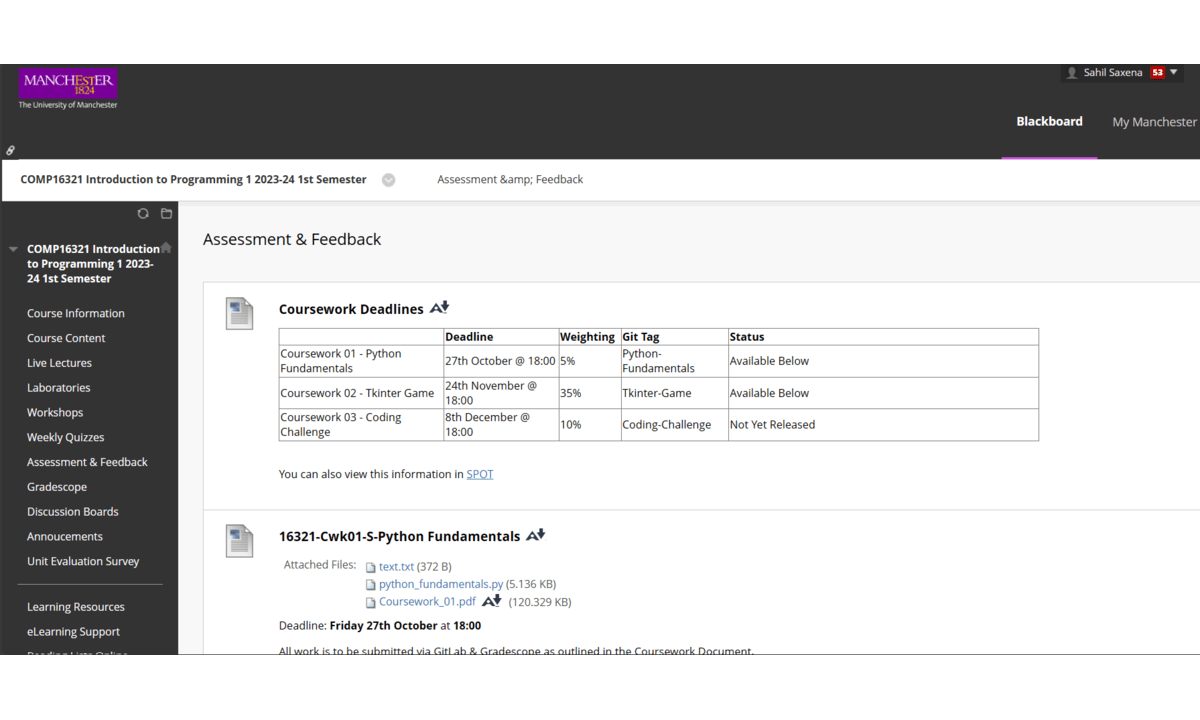 MANCHESTER
1824
The University of Manchester
Sahil Saxena 53
Blackboard My Manchester
COMP16321 Introduction to Programming 1 2023-24 1st Semester Assessment &amp; Feedback
COMP16321 Introduction
to Programming 1 2023-
24 1st Semester
Course Information
Course Content
Live Lectures
Laboratories
Workshops
Weekly Quizzes
Assessment & Feedback
Gradescope
Discussion Boards
Annoucements
Unit Evaluation Survey
Learning Resources
eLearning Support
Reading Lists Online
Assessment & Feedback
Coursework Deadlines
Deadline Weighting Git Tag Status
Coursework 01 - Python Fundamentals 27th October @ 18:00 5% Python-Fundamentals Available Below
Coursework 02 - Tkinter Game 24th November @ 18:00 35% Tkinter-Game Available Below
Coursework 03 - Coding Challenge 8th December @ 18:00 10% Coding-Challenge Not Yet Released
You can also view this information in SPOT
16321-Cwk01-S-Python Fundamentals
Attached Files: text.txt (372 B)
python_fundamentals.py (5.136 KB)
Coursework_01.pdf (120.329 KB)
Deadline: Friday 27th October at 18:00
All work is to be submitted via GitLab & Gradescope as outlined in the Coursework Document.